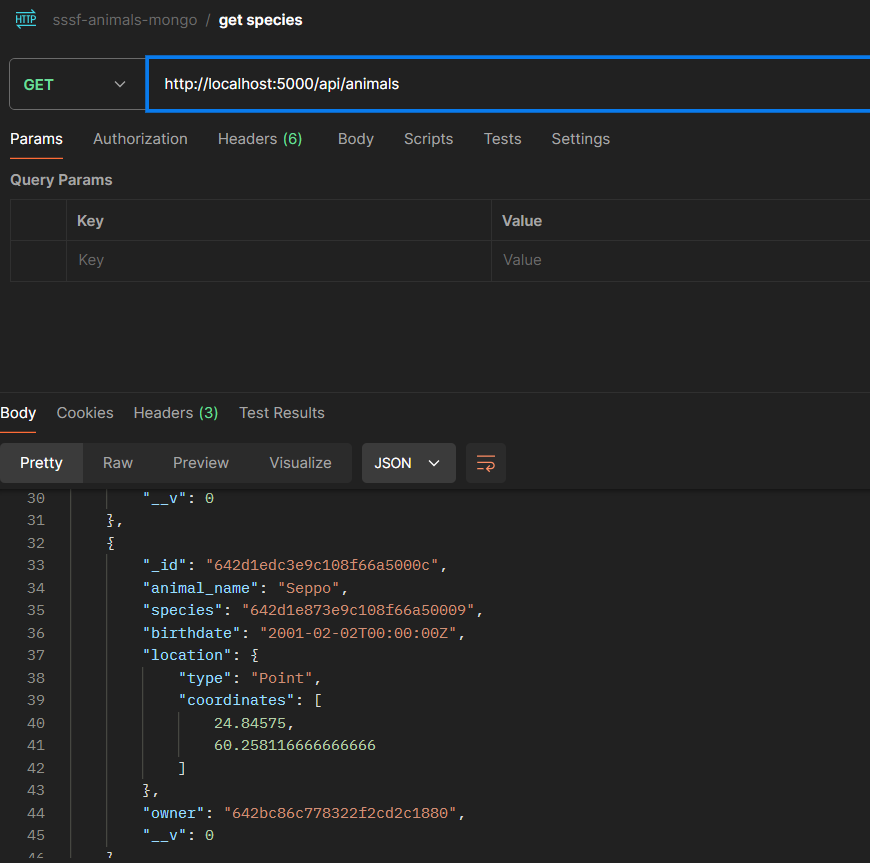 HTTP sssf-animals-mongo / get species
GET http://localhost:5000/api/animals
Params Authorization Headers (6) Body Scripts Tests Settings
Query Params
Key Value
Key Value
Body Cookies Headers (3) Test Results
Pretty Raw Preview Visualize JSON
30 "__v": 0
31 },
32 {
33 "_id": "642d1edc3e9c108f66a5000c",
34 "animal_name": "Seppo",
35 "species": "642d1e873e9c108f66a50009",
36 "birthdate": "2001-02-02T00:00:00Z",
37 "location": {
38 "type": "Point",
39 "coordinates": [
40 24.84575,
41 60.258116666666666
42 ]
43 },
44 "owner": "642bc86c778322f2cd2c1880",
45 "__v": 0
46 }